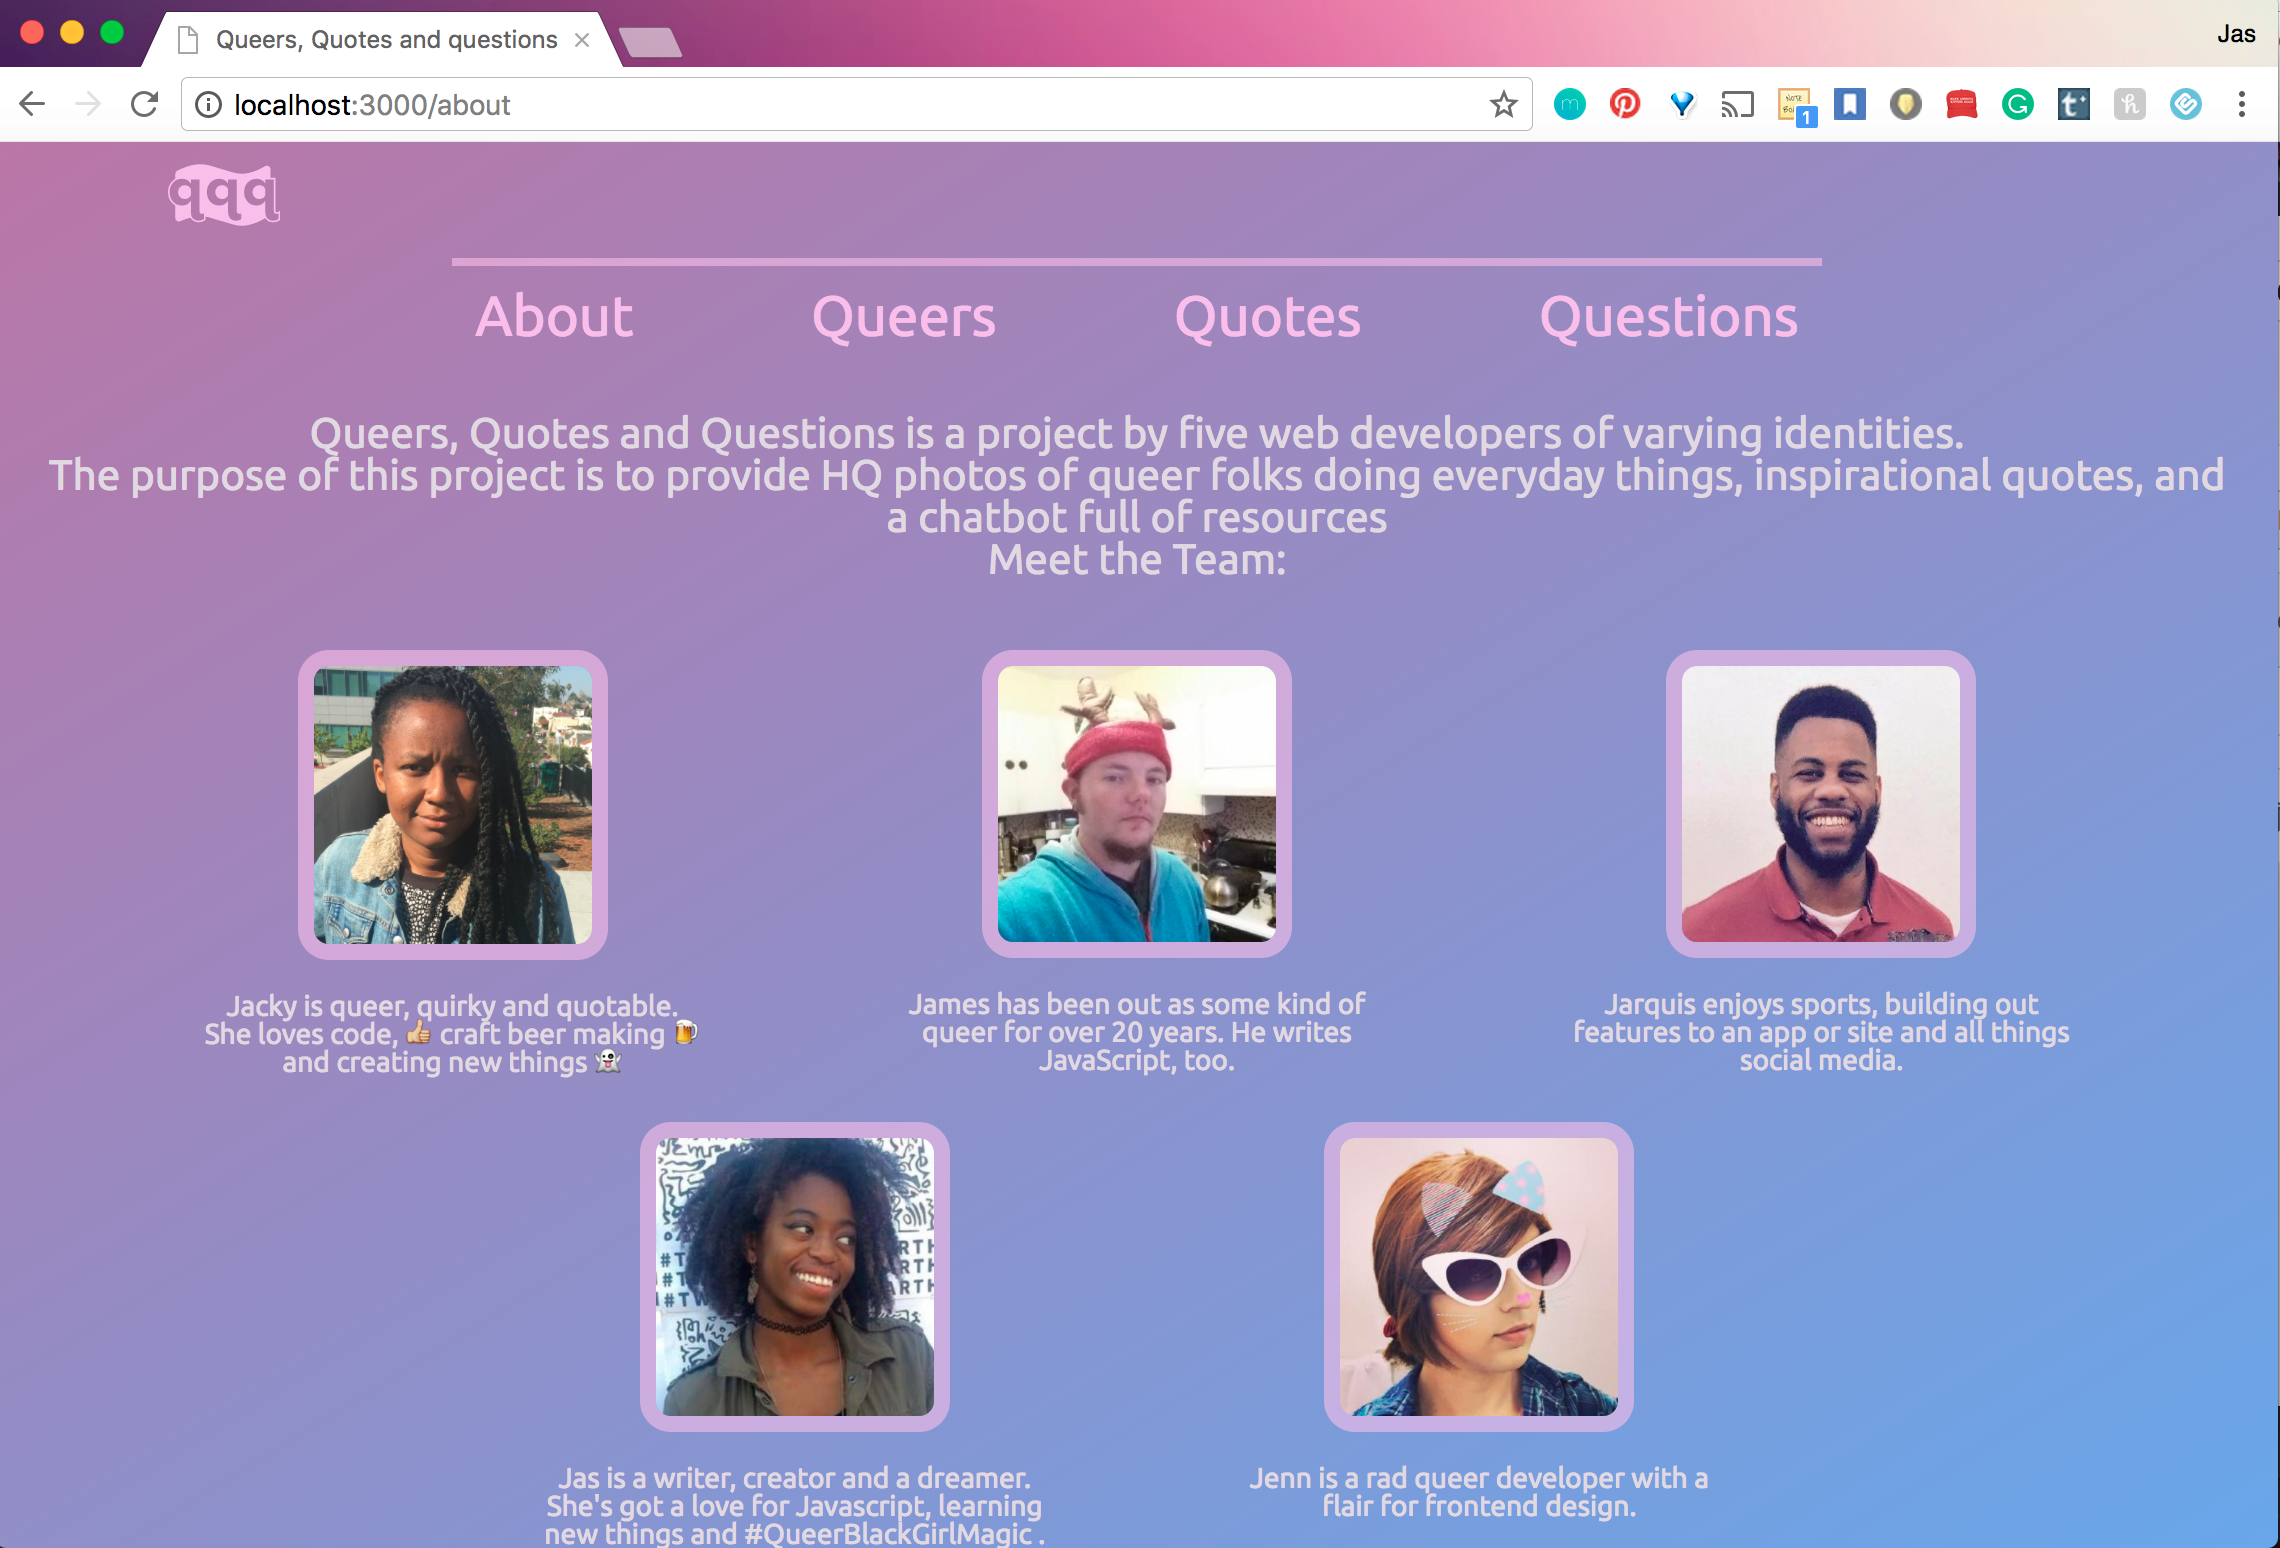 Queers, Quotes and questions
Jas
localhost:3000/about
1
qqq
About Queers Quotes Questions
Queers, Quotes and Questions is a project by five web developers of varying identities.
The purpose of this project is to provide HQ photos of queer folks doing everyday things, inspirational quotes, and
a chatbot full of resources
Meet the Team:
Jacky is queer, quirky and quotable.
She loves code, 👍 craft beer making 🍺
and creating new things 👻
James has been out as some kind of
queer for over 20 years. He writes
JavaScript, too.
Jarquis enjoys sports, building out
features to an app or site and all things
social media.
Jas is a writer, creator and a dreamer.
She's got a love for Javascript, learning
new things and #QueerBlackGirlMagic .
Jenn is a rad queer developer with a
flair for frontend design.